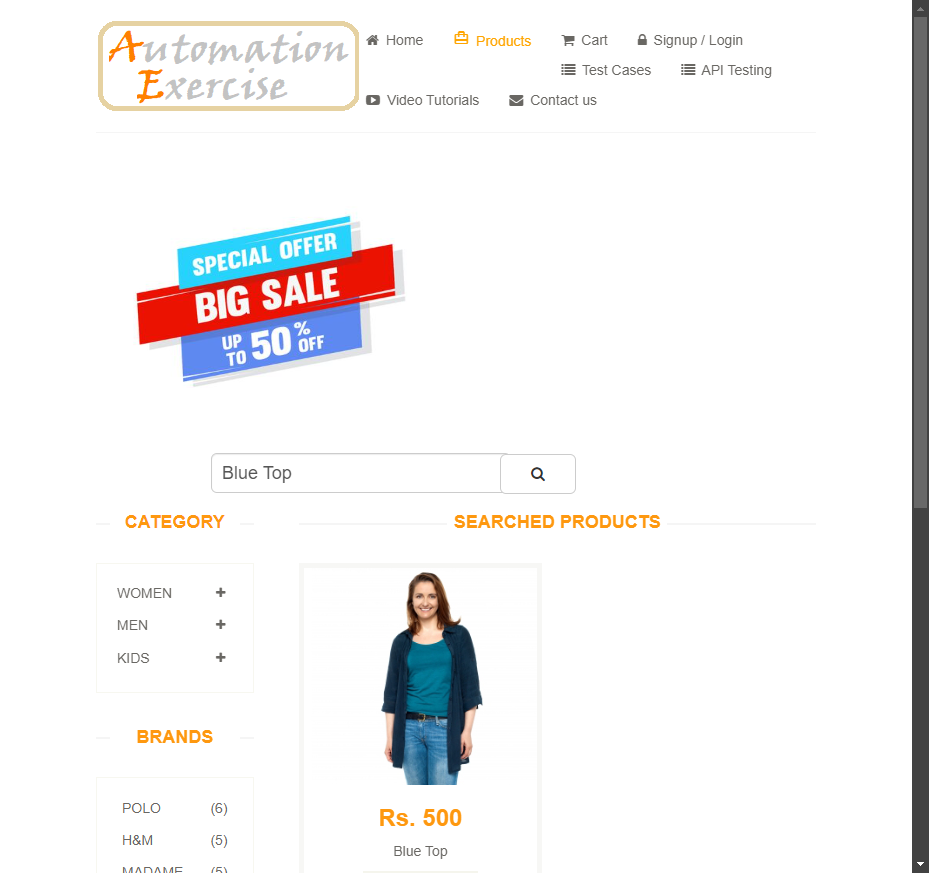 Automation
Exercise
Home
Products
Cart
Signup / Login
Test Cases
API Testing
Video Tutorials
Contact us
SPECIAL OFFER
BIG SALE
UP TO 50% OFF
Blue Top
CATEGORY
SEARCHED PRODUCTS
WOMEN
MEN
KIDS
BRANDS
POLO (6)
H&M (5)
MADAME (5)
Rs. 500
Blue Top